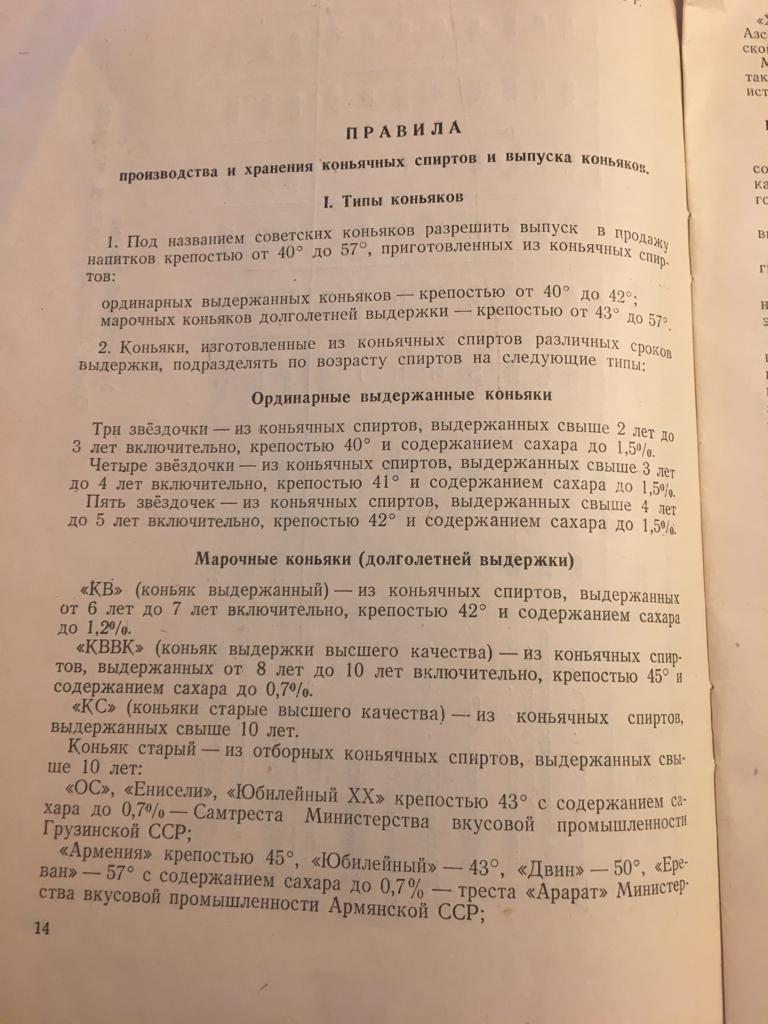 ПРАВИЛА
производства и хранения коньячных спиртов и выпуска коньяков.
I. Типы коньяков
1. Под названием советских коньяков разрешить выпуск в продажу
напитков крепостью от 40° до 57°, приготовленных из коньячных спир-
тов:
ординарных выдержанных коньяков — крепостью от 40° до 42°;
марочных коньяков долголетней выдержки — крепостью от 43° до 57°.
2. Коньяки, изготовленные из коньячных спиртов различных сроков
выдержки, подразделять по возрасту спиртов на следующие типы:
Ординарные выдержанные коньяки
Три звёздочки — из коньячных спиртов, выдержанных свыше 2 лет до
3 лет включительно, крепостью 40° и содержанием сахара до 1,5%.
Четыре звёздочки — из коньячных спиртов, выдержанных свыше 3 лет
до 4 лет включительно, крепостью 41° и содержанием сахара до 1,5%.
Пять звёздочек — из коньячных спиртов, выдержанных свыше 4 лет
до 5 лет включительно, крепостью 42° и содержанием сахара до 1,5%.
Марочные коньяки (долголетней выдержки)
«КВ» (коньяк выдержанный) — из коньячных спиртов, выдержанных
от 6 лет до 7 лет включительно, крепостью 42° и содержанием сахара
до 1,2%.
«КВВК» (коньяк выдержки высшего качества) — из коньячных спир-
тов, выдержанных от 8 лет до 10 лет включительно, крепостью 45° и
содержанием сахара до 0,7%.
«КС» (коньяки старые высшего качества) — из коньячных спиртов,
выдержанных свыше 10 лет.
Коньяк старый — из отборных коньячных спиртов, выдержанных свы-
ше 10 лет:
«ОС», «Енисели», «Юбилейный XX» крепостью 43° с содержанием са-
хара до 0,7% — Самтреста Министерства вкусовой промышленности
Грузинской ССР;
«Армения» крепостью 45°, «Юбилейный» — 43°, «Двин» — 50°, «Ере-
ван» — 57° с содержанием сахара до 0,7% — треста «Арарат» Министер-
ства вкусовой промышленности Армянской ССР;
14